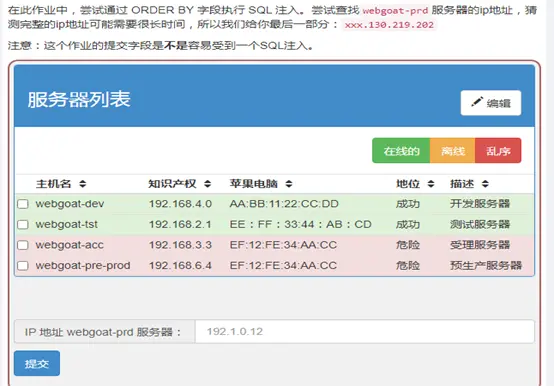 在此作业中，尝试通过 ORDER BY 字段执行 SQL 注入。尝试查找 webgoat-prd 服务器的ip地址，猜
测完整的ip地址可能需要很长时间，所以我们给你最后一部分： xxx.130.219.202
注意：这个作业的提交字段是不是容易受到一个SQL注入。
服务器列表
编辑
在线的 离线 乱序
主机名 知识产权 苹果电脑 地位 描述
webgoat-dev 192.168.4.0 AA:BB:11:22:CC:DD 成功 开发服务器
webgoat-tst 192.168.2.1 EE：FF：33:44：AB：CD 成功 测试服务器
webgoat-acc 192.168.3.3 EF:12:FE:34:AA:CC 危险 受理服务器
webgoat-pre-prod 192.168.6.4 EF:12:FE:34:AA:CC 危险 预生产服务器
IP 地址 webgoat-prd 服务器： 192.1.0.12
提交